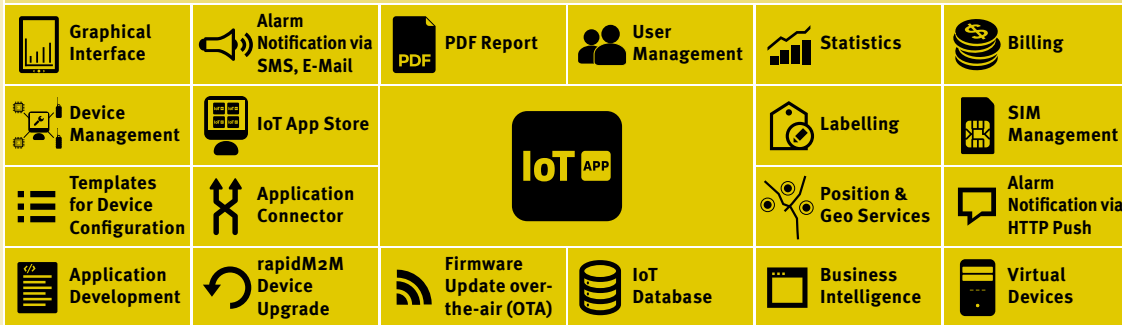 Graphical
Interface
Alarm
Notification via
SMS, E-Mail
PDF
PDF Report
User
Management
Statistics
$
Billing
Device
Management
IoT App Store
IoT APP
Labelling
SIM
Management
Templates
for Device
Configuration
Application
Connector
Position &
Geo Services
Alarm
Notification via
HTTP Push
</>
Application
Development
rapidM2M
Device
Upgrade
Firmware
Update over-
the-air (OTA)
IoT
Database
Business
Intelligence
Virtual
Devices